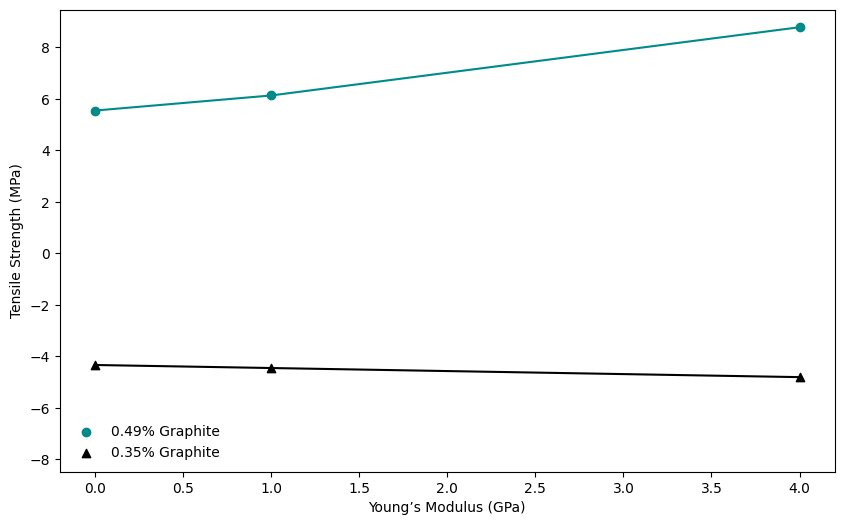 8
6
4
2
0
−2
−4
−6
−8
Tensile Strength (MPa)
0.49% Graphite
0.35% Graphite
0.0 0.5 1.0 1.5 2.0 2.5 3.0 3.5 4.0
Young’s Modulus (GPa)